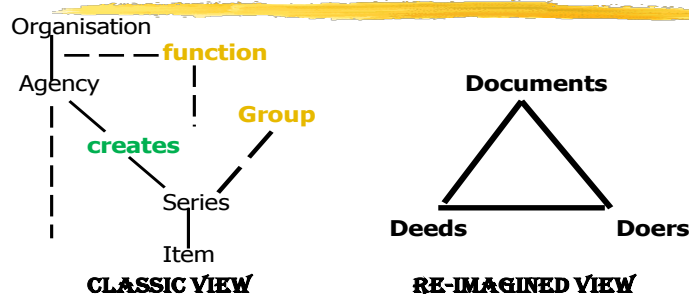 Organisation
function
Agency
Group
creates
Series
Item
CLASSIC VIEW
Documents
Deeds
Doers
RE-IMAGINED VIEW